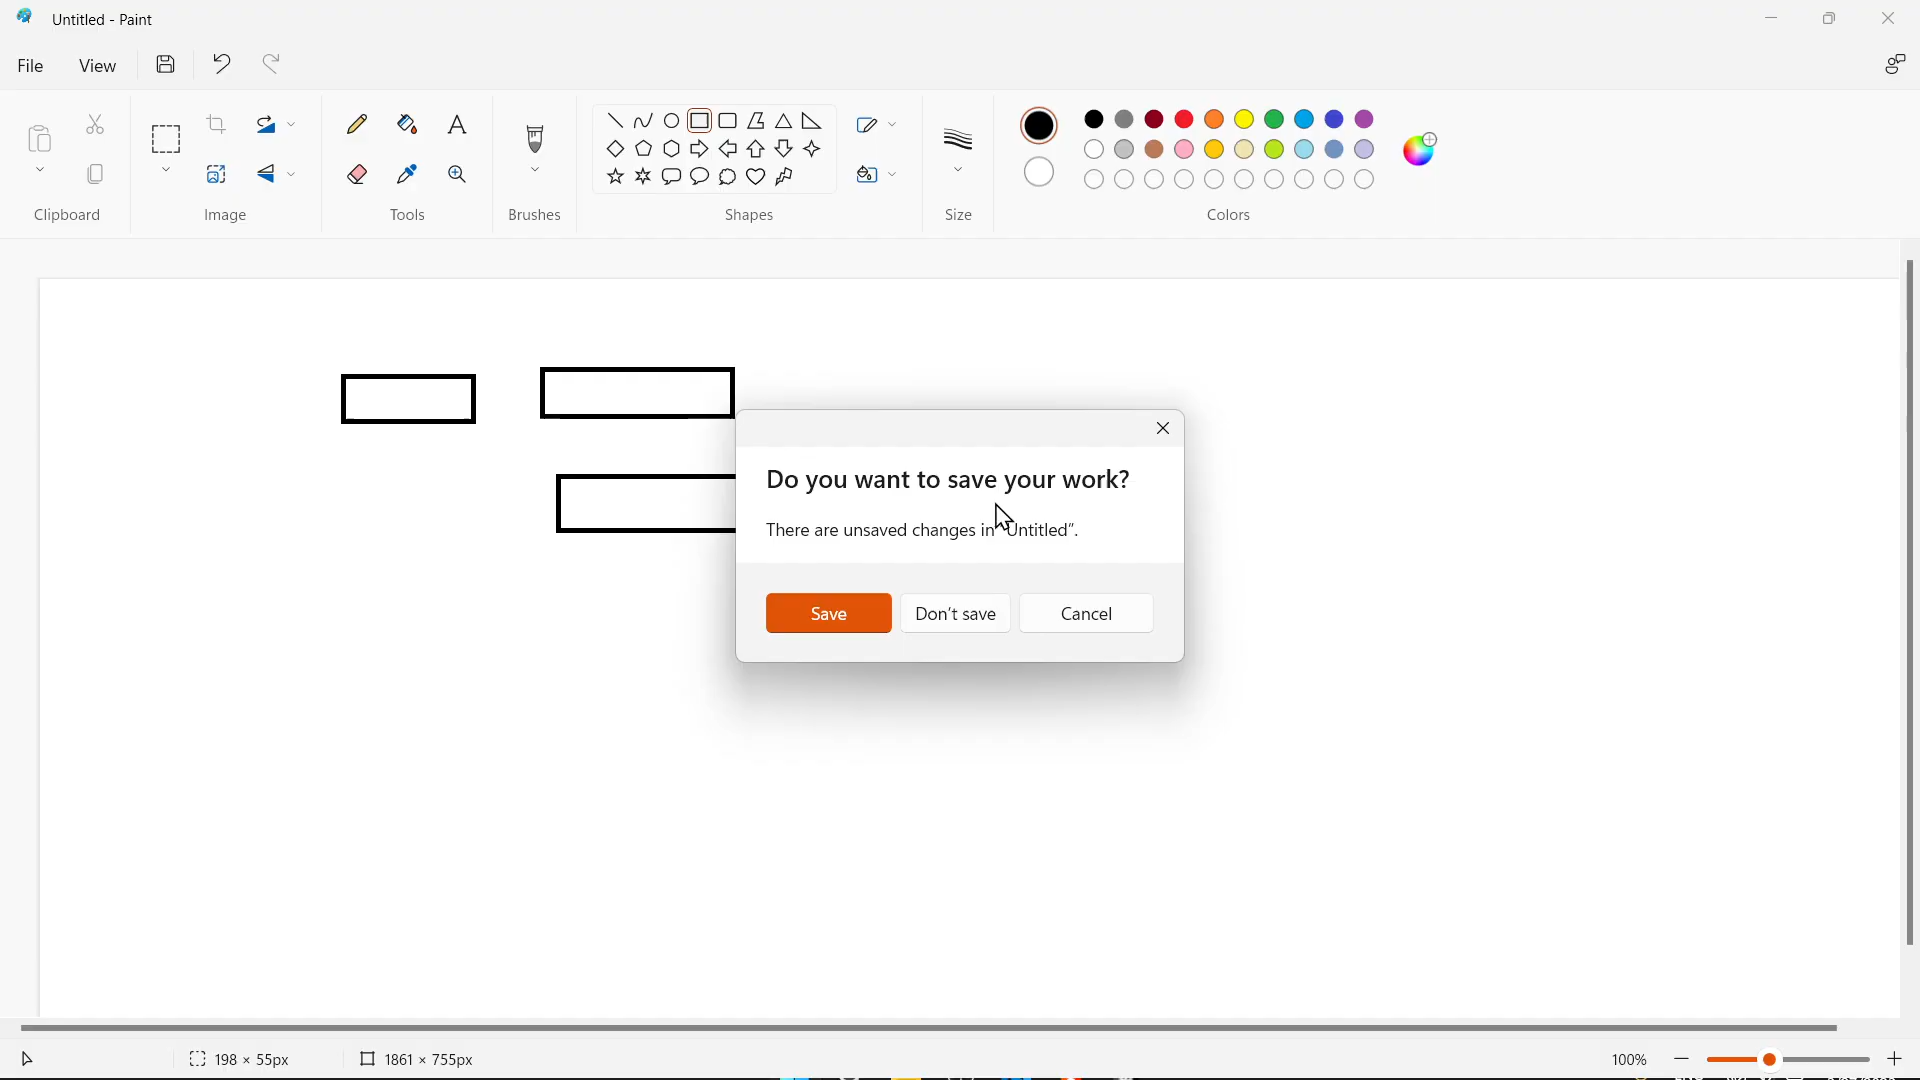 Untitled - Paint
File View
Clipboard Image Tools Brushes Shapes Size Colors
Do you want to save your work?
There are unsaved changes in "Untitled".
Save Don't save Cancel
198 × 55px 1861 × 755px 100%